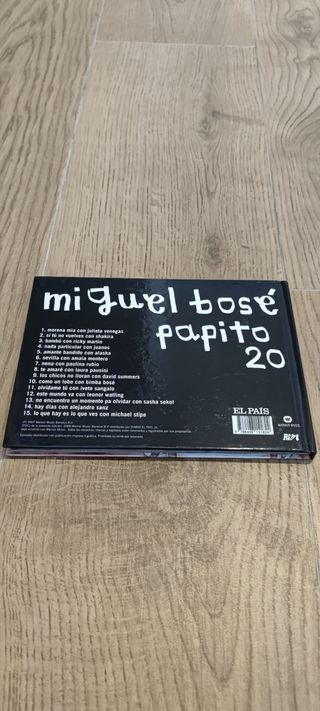 miguel bosé
papito
20
1. morena mía con julieta venegas
2. si tú no vuelves con shakira
3. bambú con ricky martin
4. nada particular con juanes
5. amante bandido con alaska
6. sevilla con amaia montero
7. nena con paulina rubio
8. te amaré con laura pausini
9. los chicos no lloran con david summers
10. como un lobo con bimba bosé
11. olvídame tú con ivete sangalo
12. este mundo va con leonor watling
13. no encuentro un momento pa olvidar con sasha sokol
14. hay días con alejandro sanz
15. lo que hay es lo que ves con michael stipe
EL PAÍS
WARNER MUSIC